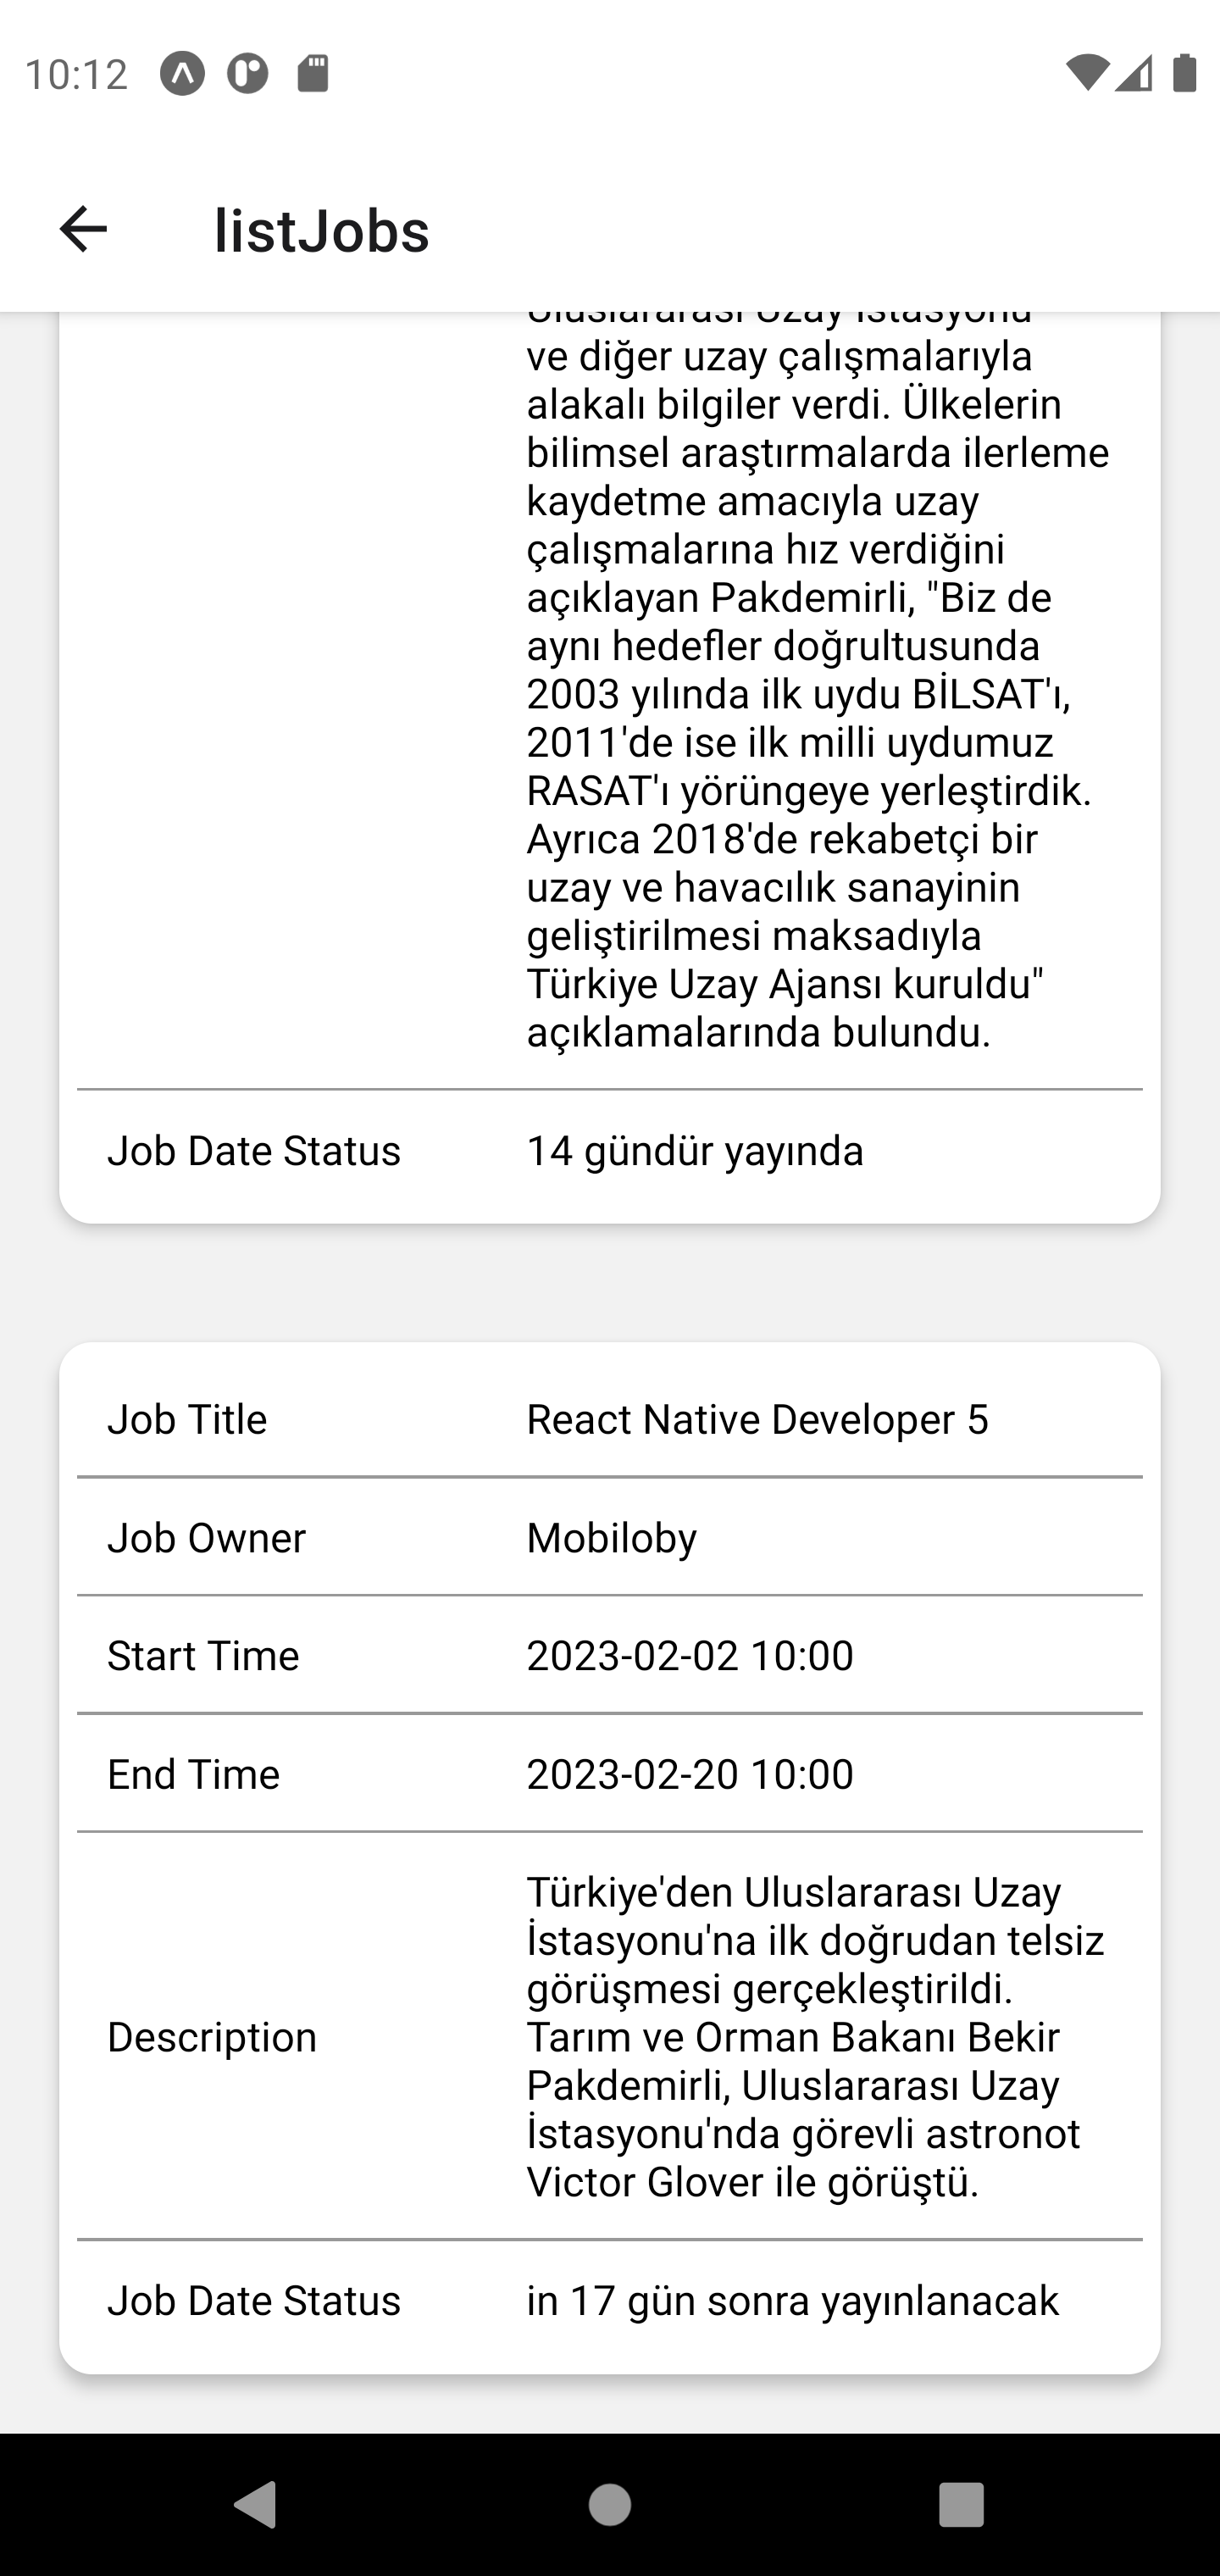 10:12
listJobs
Uluslararası Uzay İstasyonu
ve diğer uzay çalışmalarıyla
alakalı bilgiler verdi. Ülkelerin
bilimsel araştırmalarda ilerleme
kaydetme amacıyla uzay
çalışmalarına hız verdiğini
açıklayan Pakdemirli, "Biz de
aynı hedefler doğrultusunda
2003 yılında ilk uydu BİLSAT'ı,
2011'de ise ilk milli uydumuz
RASAT'ı yörüngeye yerleştirdik.
Ayrıca 2018'de rekabetçi bir
uzay ve havacılık sanayinin
geliştirilmesi maksadıyla
Türkiye Uzay Ajansı kuruldu"
açıklamalarında bulundu.
Job Date Status 14 gündür yayında
Job Title React Native Developer 5
Job Owner Mobiloby
Start Time 2023-02-02 10:00
End Time 2023-02-20 10:00
Description
Türkiye'den Uluslararası Uzay
İstasyonu'na ilk doğrudan telsiz
görüşmesi gerçekleştirildi.
Tarım ve Orman Bakanı Bekir
Pakdemirli, Uluslararası Uzay
İstasyonu'nda görevli astronot
Victor Glover ile görüştü.
Job Date Status in 17 gün sonra yayınlanacak